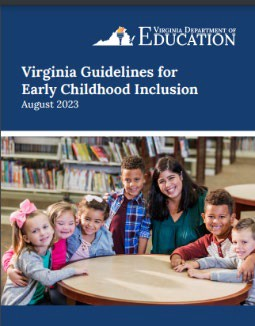 VIRGINIA DEPARTMENT OF
EDUCATION
Virginia Guidelines for
Early Childhood Inclusion
August 2023